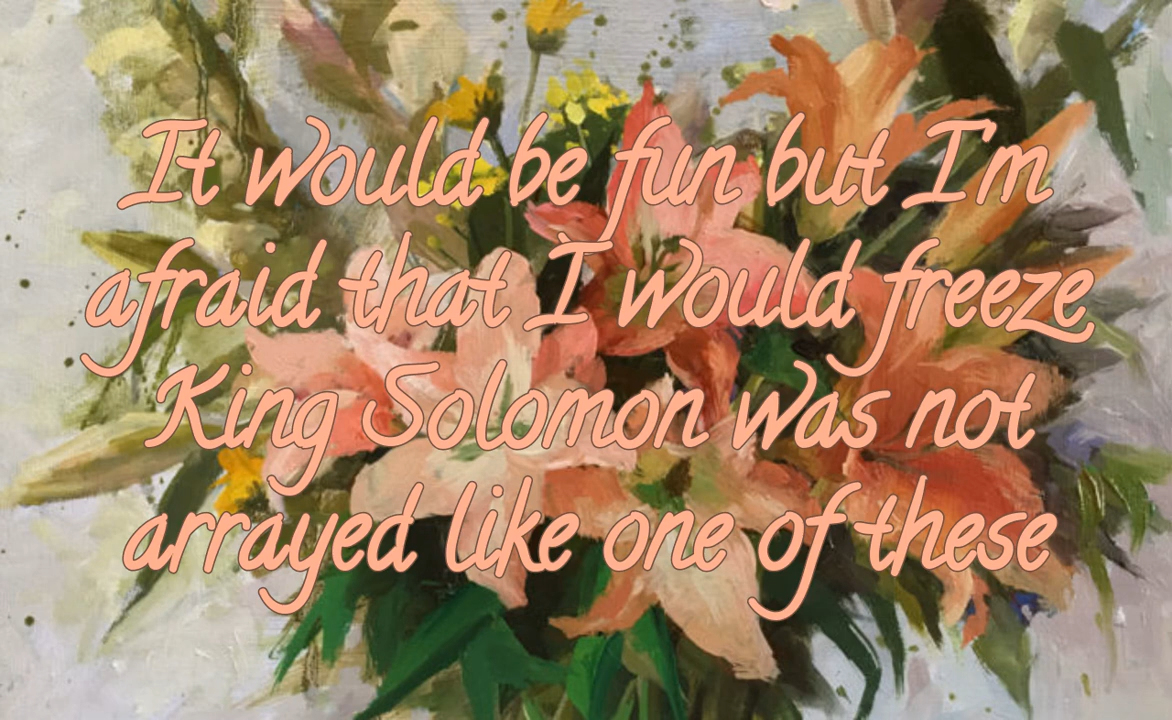 It would be fun but I'm
afraid that I would freeze
King Solomon was not
arrayed like one of these